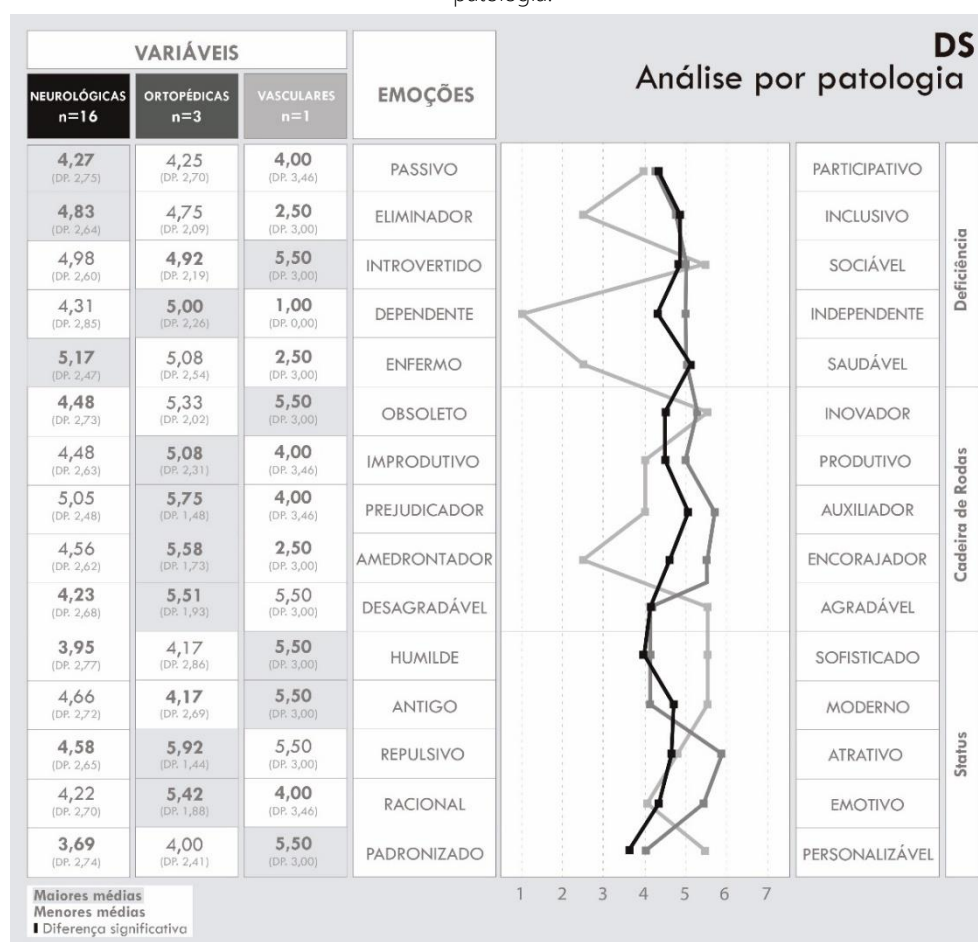 patologia.
VARIÁVEIS
NEUROLÓGICAS
n=16
ORTOPÉDICAS
n=3
VASCULARES
n=1
EMOÇÕES
DS
Análise por patologia
4,27 4,25 4,00 PASSIVO PARTICIPATIVO
(DP. 2,75) (DP. 2,70) (DP. 3,46)
4,83 4,75 2,50 ELIMINADOR INCLUSIVO
(DP. 2,64) (DP. 2,09) (DP. 3,00)
4,98 4,92 5,50 INTROVERTIDO SOCIÁVEL
(DP. 2,60) (DP. 2,19) (DP. 3,00)
4,31 5,00 1,00 DEPENDENTE INDEPENDENTE
(DP. 2,85) (DP. 2,26) (DP. 0,00)
5,17 5,08 2,50 ENFERMO SAUDÁVEL
(DP. 2,47) (DP. 2,54) (DP. 3,00)
Deficiência
4,48 5,33 5,50 OBSOLETO INOVADOR
(DP. 2,73) (DP. 2,02) (DP. 3,00)
4,48 5,08 4,00 IMPRODUTIVO PRODUTIVO
(DP. 2,63) (DP. 2,31) (DP. 3,46)
5,05 5,75 4,00 PREJUDICADOR AUXILIADOR
(DP. 2,48) (DP. 1,48) (DP. 3,46)
4,56 5,58 2,50 AMEDRONTADOR ENCORAJADOR
(DP. 2,62) (DP. 1,73) (DP. 3,00)
4,23 5,51 5,50 DESAGRADÁVEL AGRADÁVEL
(DP. 2,68) (DP. 1,93) (DP. 3,00)
Cadeira de Rodas
3,95 4,17 5,50 HUMILDE SOFISTICADO
(DP. 2,77) (DP. 2,86) (DP. 3,00)
4,66 4,17 5,50 ANTIGO MODERNO
(DP. 2,72) (DP. 2,69) (DP. 3,00)
4,58 5,92 5,50 REPULSIVO ATRATIVO
(DP. 2,65) (DP. 1,44) (DP. 3,00)
4,22 5,42 4,00 RACIONAL EMOTIVO
(DP. 2,70) (DP. 1,88) (DP. 3,46)
3,69 4,00 5,50 PADRONIZADO PERSONALIZÁVEL
(DP. 2,74) (DP. 2,41) (DP. 3,00)
Status
1 2 3 4 5 6 7
Maiores médias
Menores médias
Diferença significativa